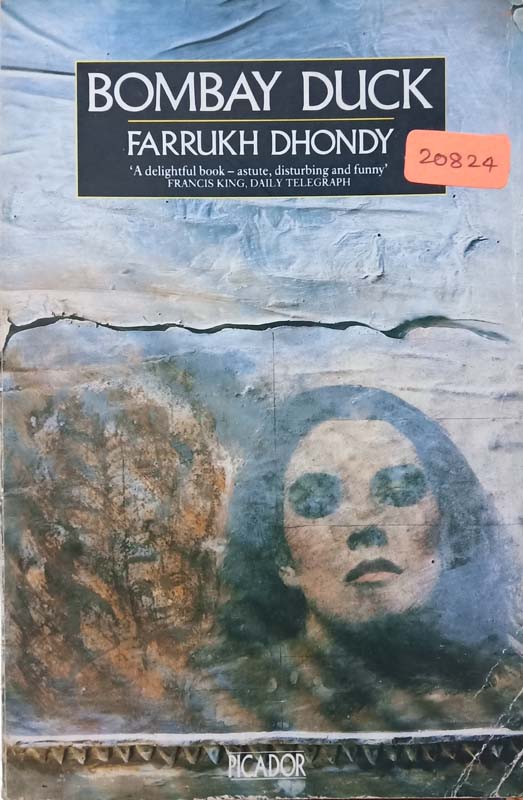 BOMBAY DUCK
FARRUKH DHONDY
'A delightful book – astute, disturbing and funny'
FRANCIS KING, DAILY TELEGRAPH
20824
PICADOR